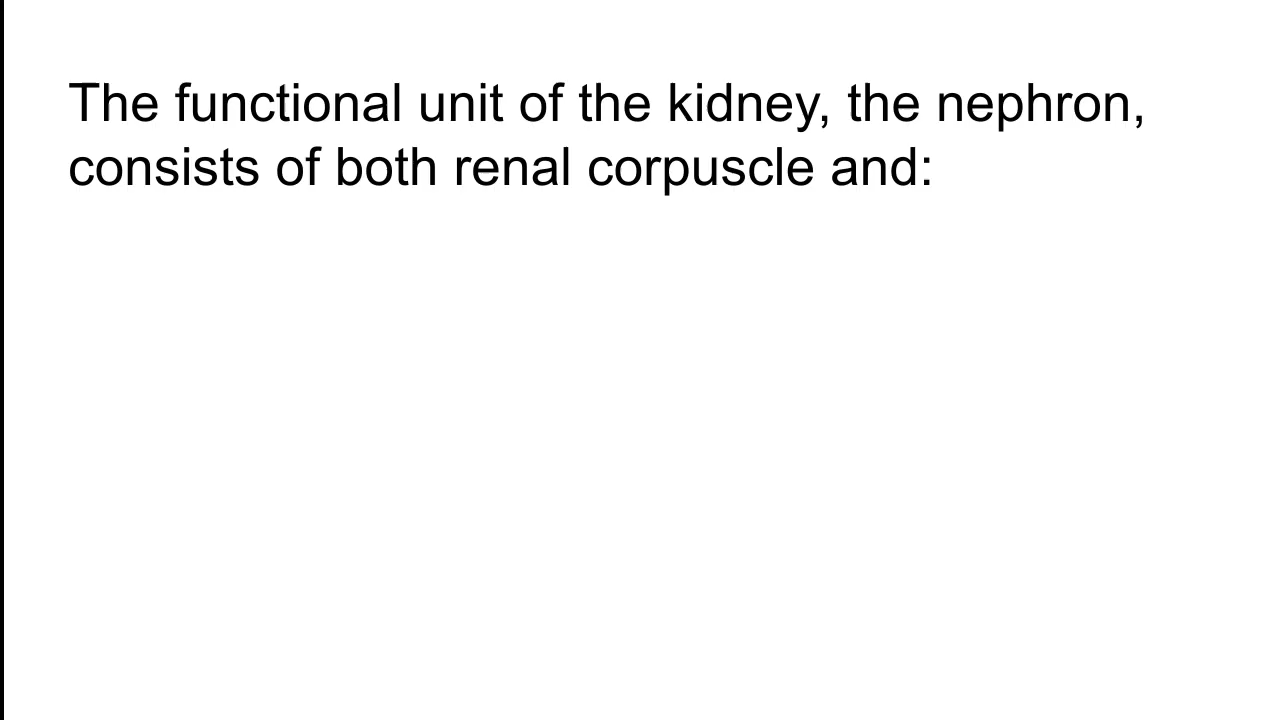 The functional unit of the kidney, the nephron,
consists of both renal corpuscle and: